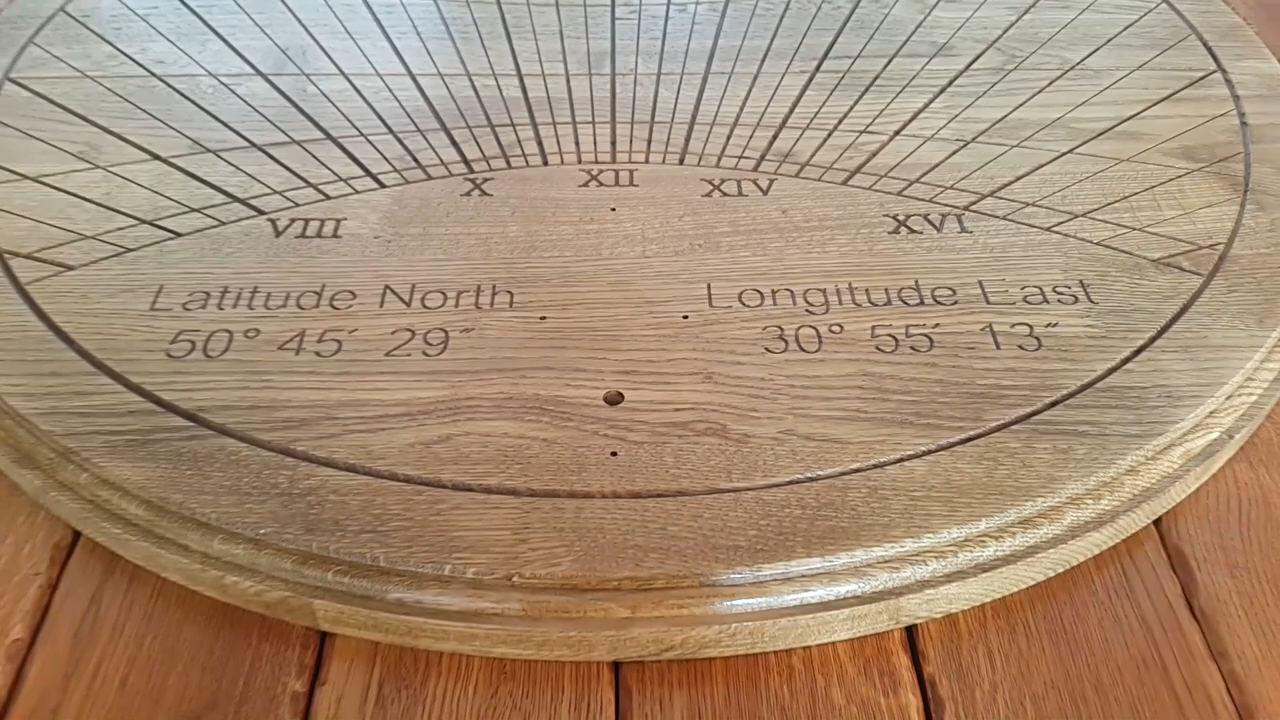 VIII X XII XIV XVI
Latitude North
50° 45′ 29″
Longitude East
30° 55′ 13″